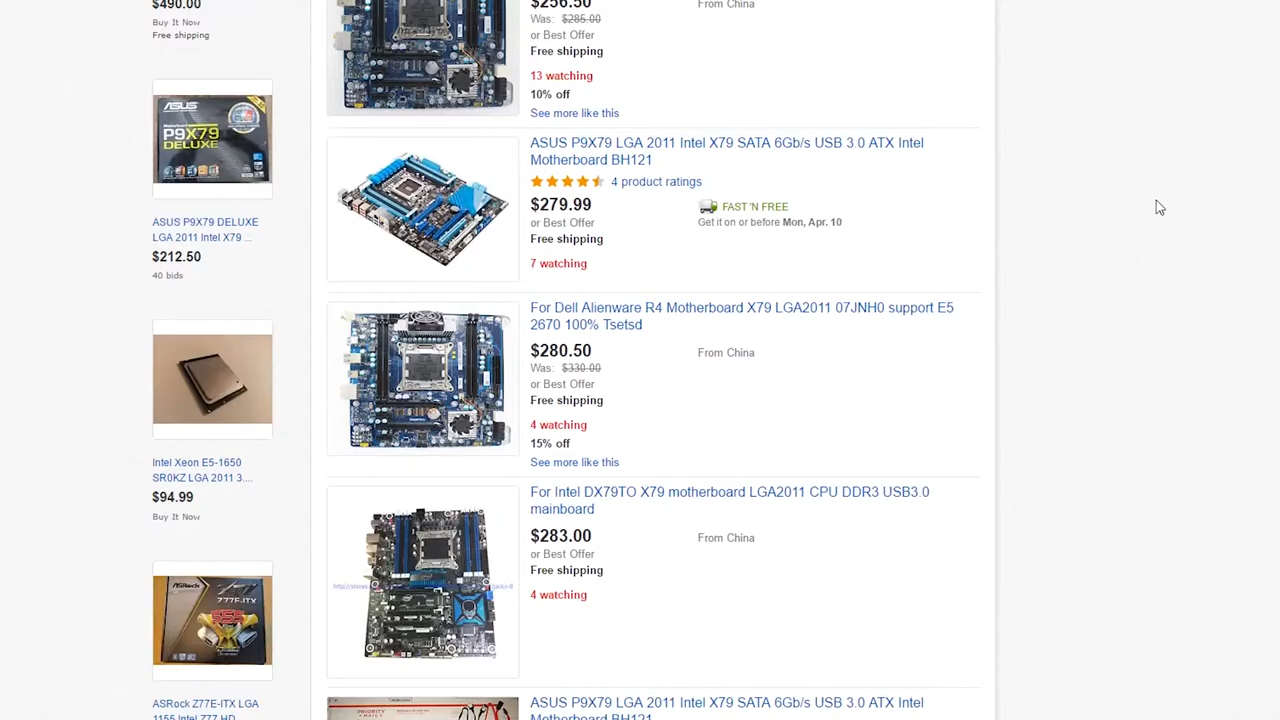 $490.00
Buy It Now
Free shipping
ASUS
P9X79
DELUXE
ASUS P9X79 DELUXE
LGA 2011 Intel X79 ...
$212.50
40 bids
Intel Xeon E5-1650
SR0KZ LGA 2011 3....
$94.99
Buy It Now
ASRock
Z77E-ITX
ASRock Z77E-ITX LGA
1155 Intel Z77 HD
$256.50
From China
Was: $285.00
or Best Offer
Free shipping
13 watching
10% off
See more like this
ASUS P9X79 LGA 2011 Intel X79 SATA 6Gb/s USB 3.0 ATX Intel
Motherboard BH121
4 product ratings
$279.99
FAST 'N FREE
or Best Offer
Get it on or before Mon, Apr. 10
Free shipping
7 watching
For Dell Alienware R4 Motherboard X79 LGA2011 07JNH0 support E5
2670 100% Tsetsd
$280.50
From China
Was: $330.00
or Best Offer
Free shipping
4 watching
15% off
See more like this
For Intel DX79TO X79 motherboard LGA2011 CPU DDR3 USB3.0
mainboard
$283.00
From China
or Best Offer
Free shipping
4 watching
PRIORITY
MAIL
ASUS P9X79 LGA 2011 Intel X79 SATA 6Gb/s USB 3.0 ATX Intel
Motherboard BH121